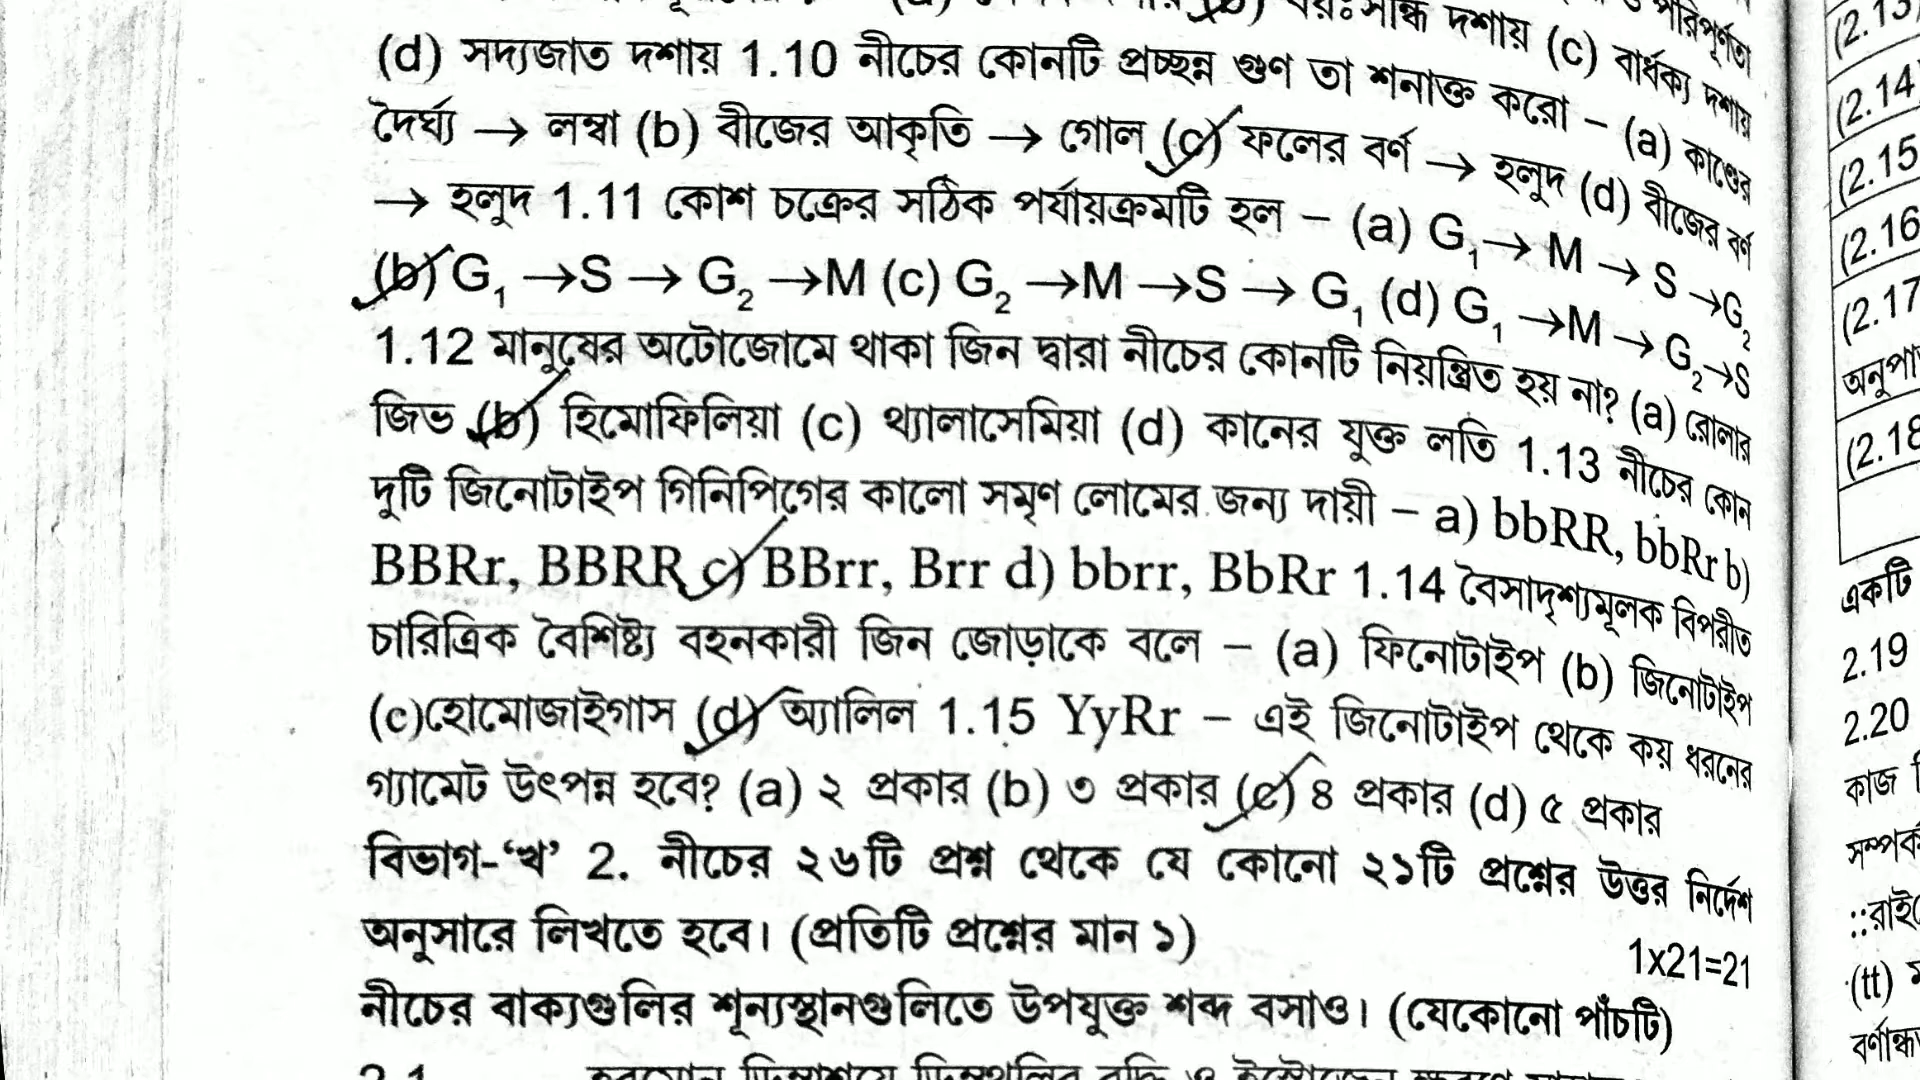 বয়ঃসন্ধি দশায় (c) বার্ধক্য দশায়
(d) সদ্যজাত দশায় 1.10 নীচের কোনটি প্রচ্ছন্ন গুণ তা শনাক্ত করো – (a) কাণ্ডের
দৈর্ঘ্য → লম্বা (b) বীজের আকৃতি → গোল (c) ফলের বর্ণ → হলুদ (d) বীজের বর্ণ
→ হলুদ 1.11 কোশ চক্রের সঠিক পর্যায়ক্রমটি হল – (a) G₁→ M → S →G₂
(b) G₁ →S → G₂ →M (c) G₂ →M →S → G₁ (d) G₁ →M → G₂→S
1.12 মানুষের অটোজোমে থাকা জিন দ্বারা নীচের কোনটি নিয়ন্ত্রিত হয় না? (a) রোলার
জিভ (b) হিমোফিলিয়া (c) থ্যালাসেমিয়া (d) কানের যুক্ত লতি 1.13 নীচের কোন
দুটি জিনোটাইপ গিনিপিগের কালো সমৃণ লোমের জন্য দায়ী – a) bbRR, bbRr b)
BBRr, BBRR c) BBrr, Brr d) bbrr, BbRr 1.14 বৈসাদৃশ্যমূলক বিপরীত
চারিত্রিক বৈশিষ্ট্য বহনকারী জিন জোড়াকে বলে – (a) ফিনোটাইপ (b) জিনোটাইপ
(c)হোমোজাইগাস (d) অ্যালিল 1.15 YyRr – এই জিনোটাইপ থেকে কয় ধরনের
গ্যামেট উৎপন্ন হবে? (a) ২ প্রকার (b) ৩ প্রকার (c) ৪ প্রকার (d) ৫ প্রকার
বিভাগ-‘খ’ 2. নীচের ২৬টি প্রশ্ন থেকে যে কোনো ২১টি প্রশ্নের উত্তর নির্দেশ
অনুসারে লিখতে হবে। (প্রতিটি প্রশ্নের মান ১)
1x21=21
নীচের বাক্যগুলির শূন্যস্থানগুলিতে উপযুক্ত শব্দ বসাও। (যেকোনো পাঁচটি)
(2.13
(2.14
(2.15
(2.16
(2.17
(2.18
একটি
2.19
2.20
কাজ
(tt)